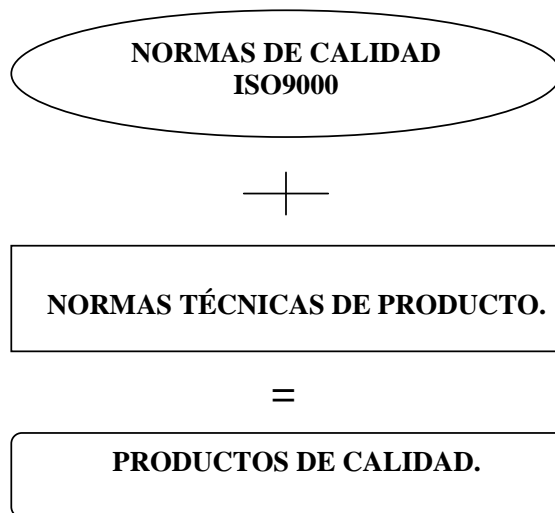 NORMAS DE CALIDAD
ISO9000
+
NORMAS TÉCNICAS DE PRODUCTO.
=
PRODUCTOS DE CALIDAD.